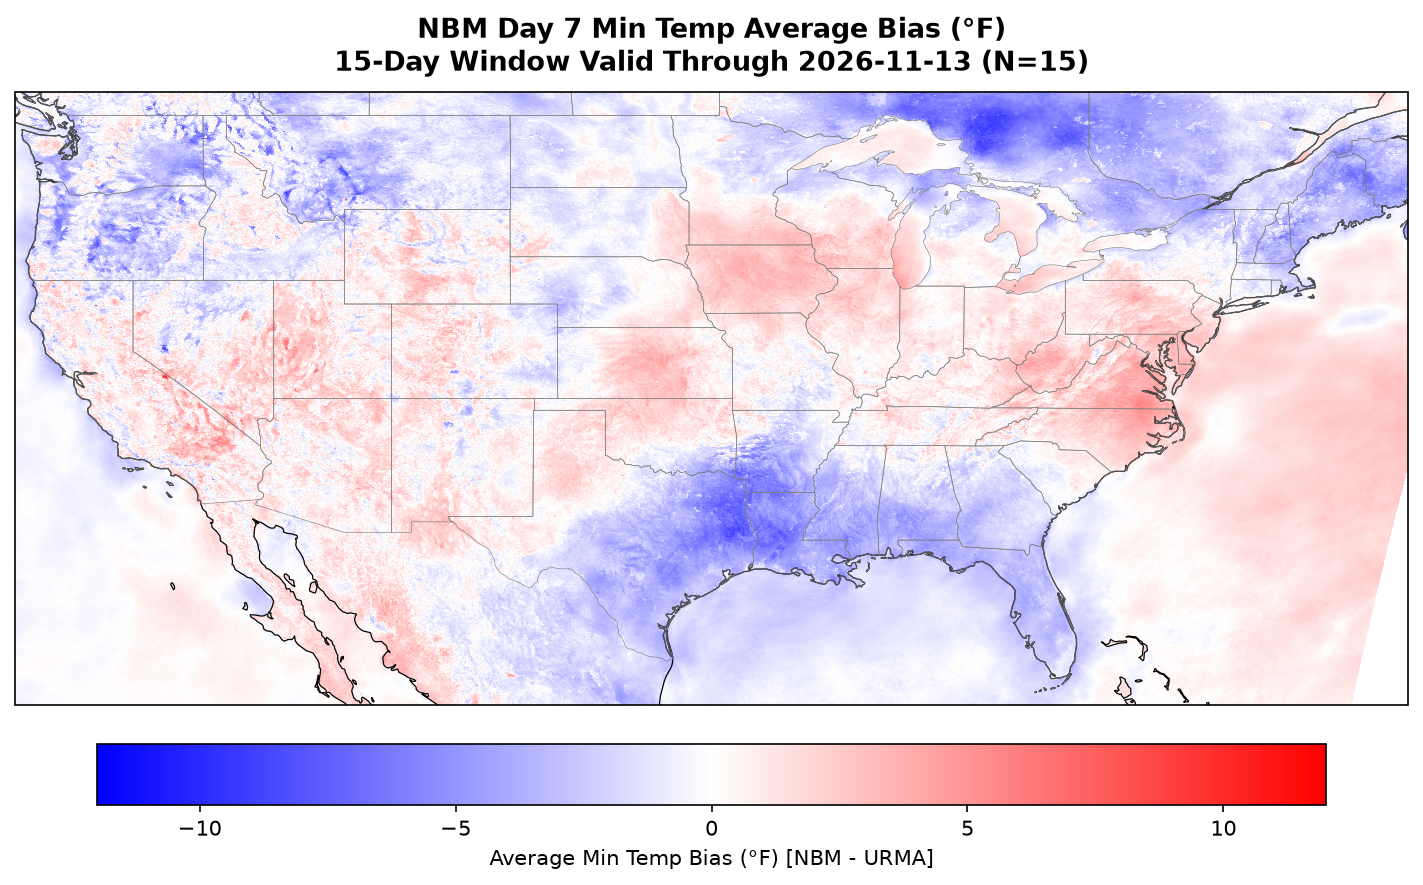 NBM Day 7 Min Temp Average Bias (°F)
15-Day Window Valid Through 2026-11-13 (N=15)
−10 −5 0 5 10
Average Min Temp Bias (°F) [NBM - URMA]